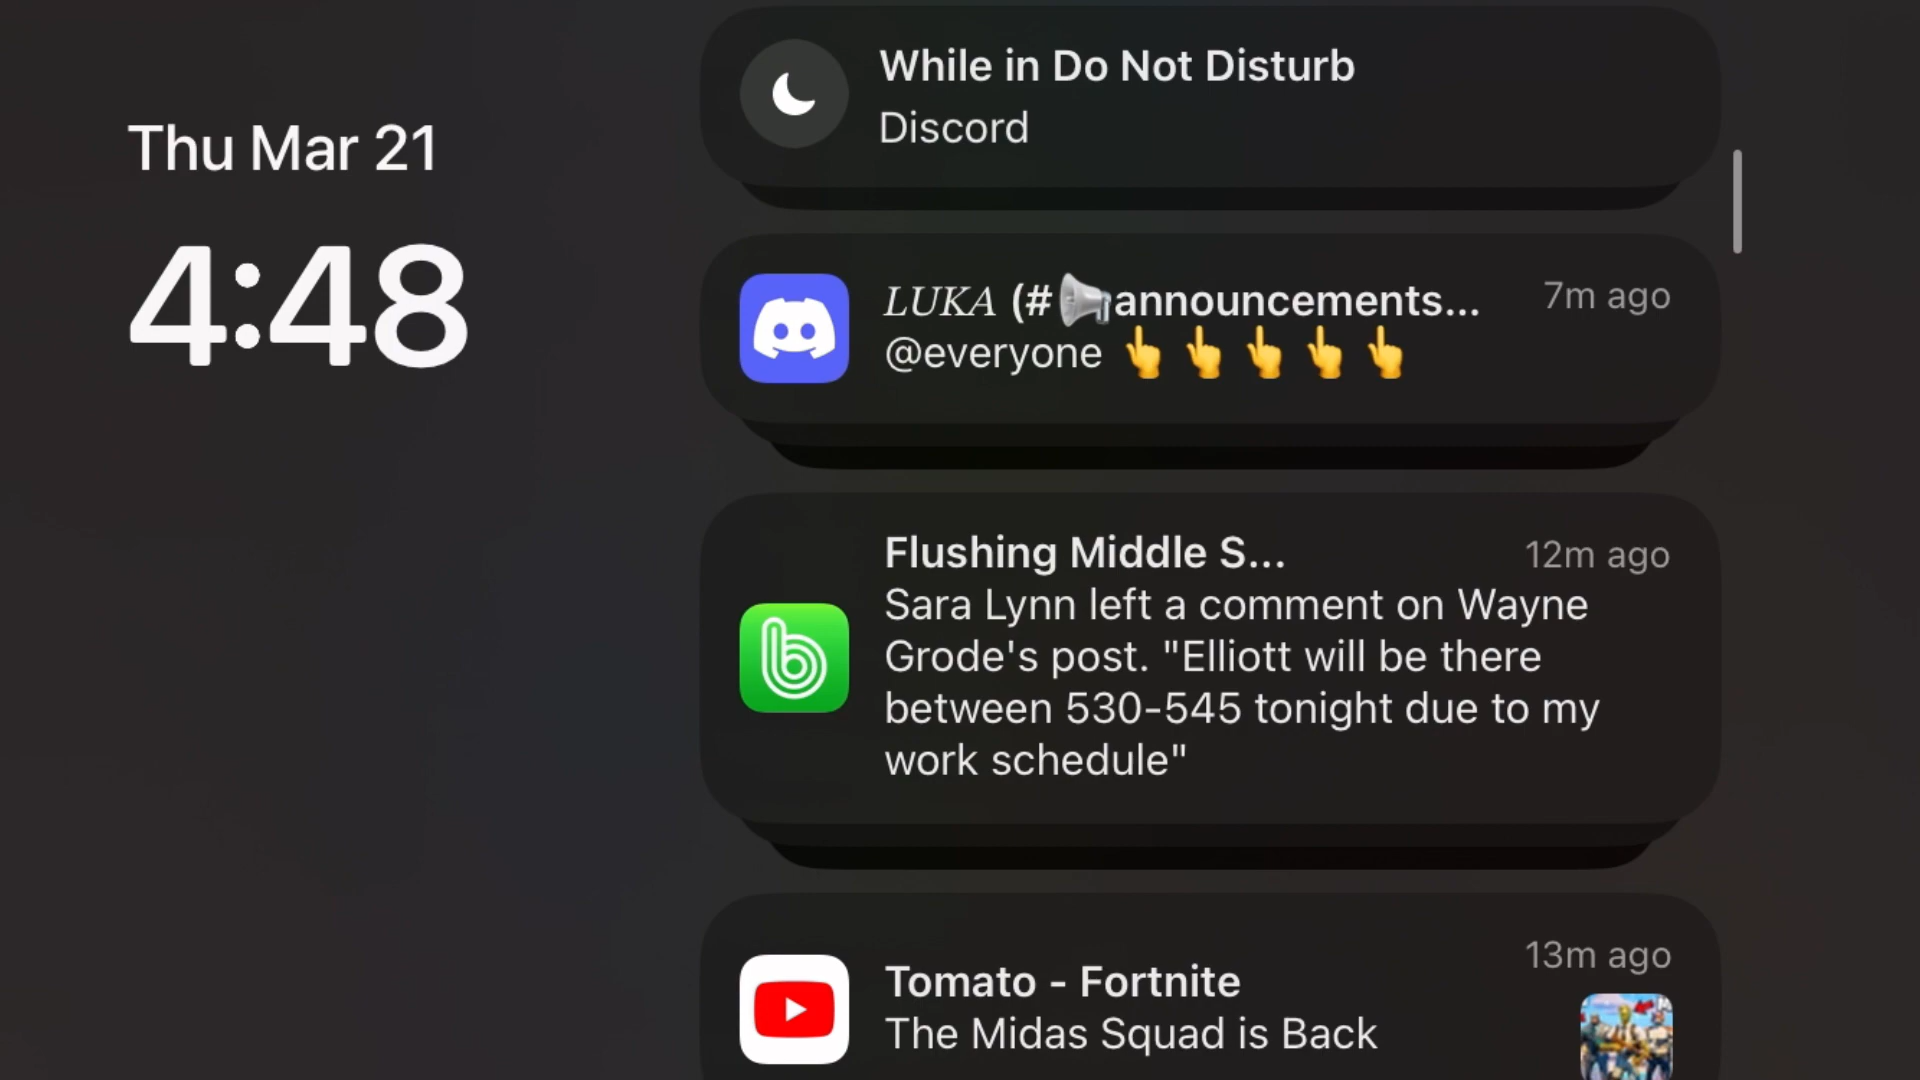 Thu Mar 21
4:48
While in Do Not Disturb
Discord
LUKA (#📢announcements...
7m ago
@everyone 👆👆👆👆👆
Flushing Middle S...
12m ago
Sara Lynn left a comment on Wayne
Grode's post. "Elliott will be there
between 530-545 tonight due to my
work schedule"
13m ago
Tomato - Fortnite
The Midas Squad is Back